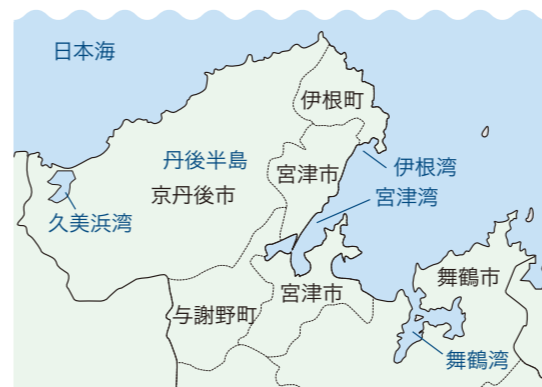 日本海
伊根町
丹後半島
伊根湾
宮津市
京丹後市
宮津湾
久美浜湾
舞鶴市
宮津市
与謝野町
舞鶴湾